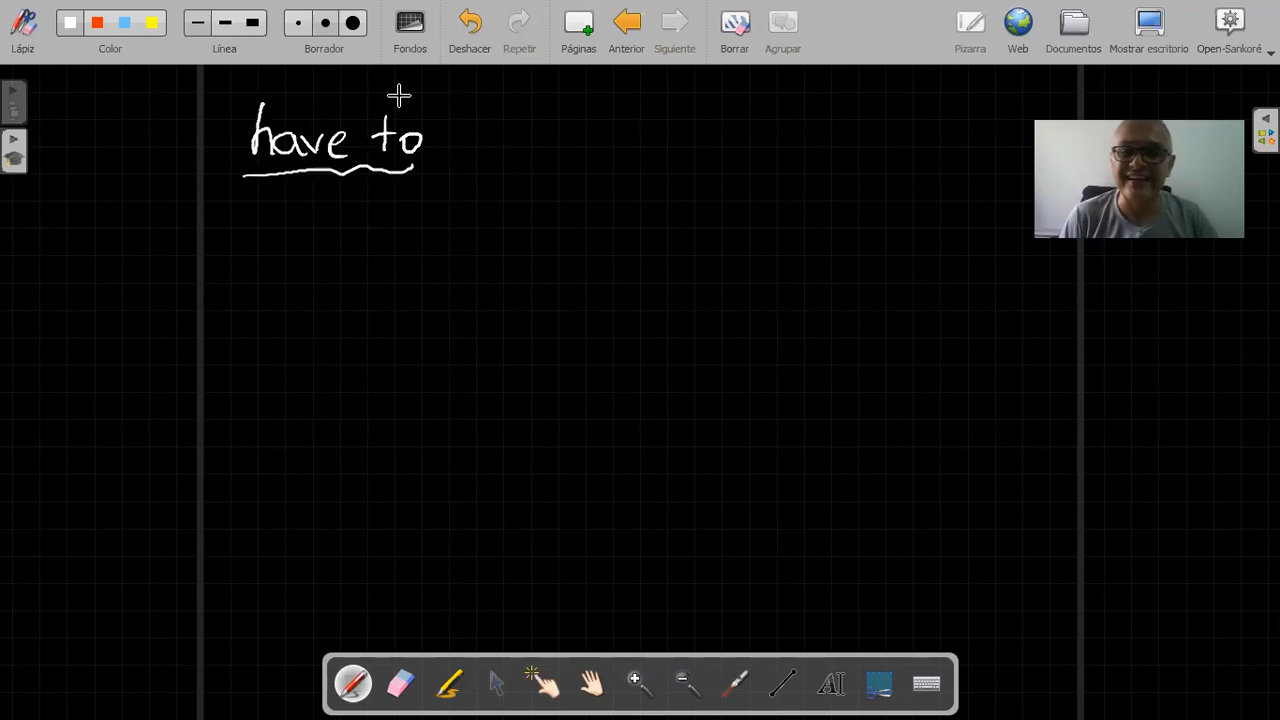 Lápiz Color Línea Borrador Fondos Deshacer Repetir Páginas Anterior Siguiente Borrar Agrupar Pizarra Web Documentos Mostrar escritorio Open-Sankoré
have to
AI